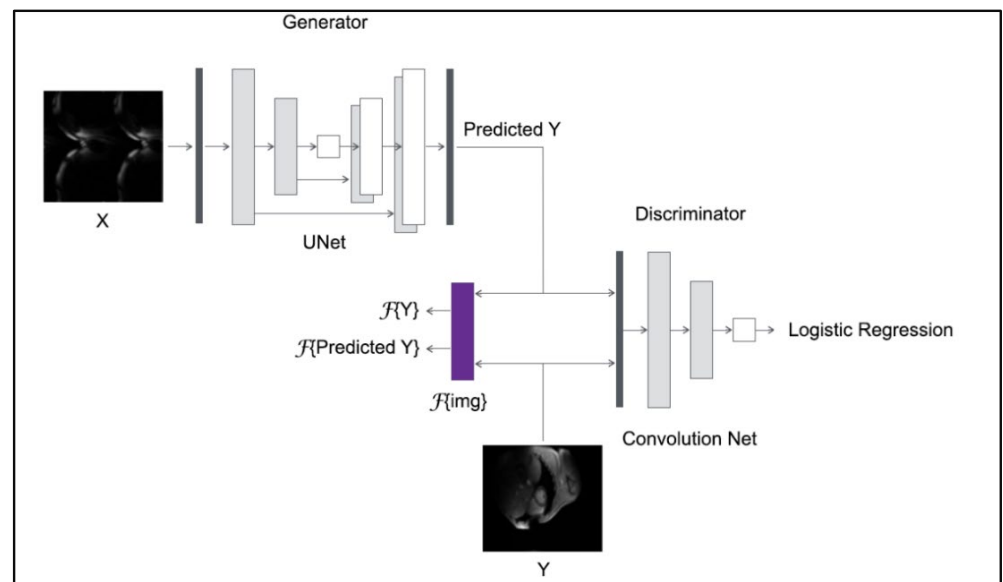 Generator
X
UNet
Predicted Y
Discriminator
ℱ{Y}
ℱ{Predicted Y}
ℱ{img}
Logistic Regression
Convolution Net
Y